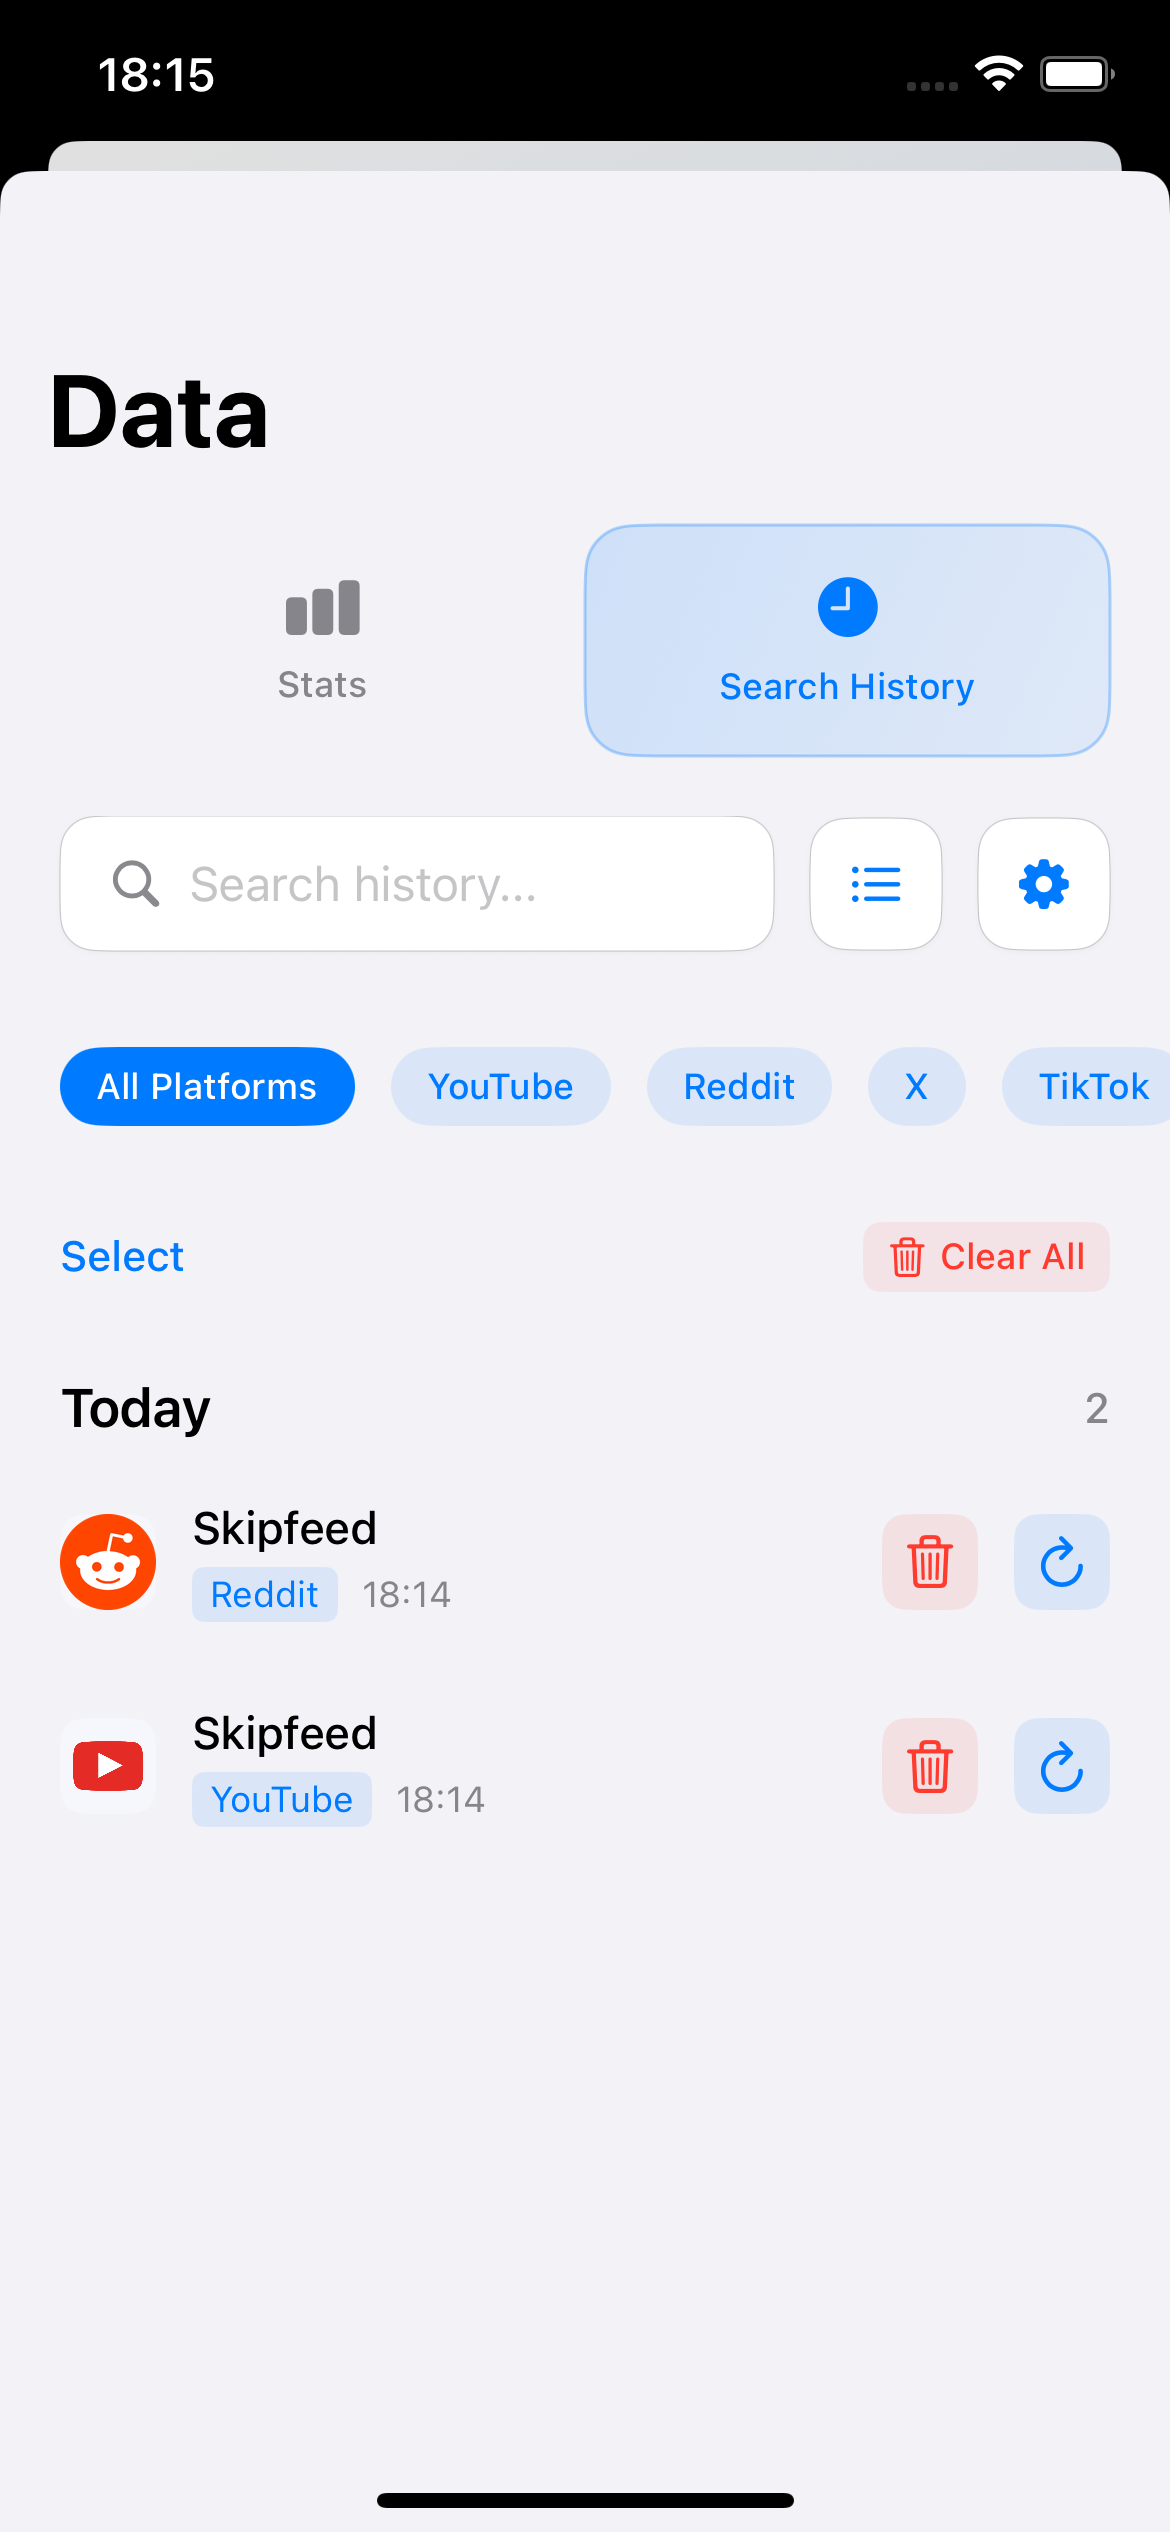 18:15
Data
Stats
Search History
Search history...
All Platforms
YouTube
Reddit
X
TikTok
Select
Clear All
Today
2
Skipfeed
Reddit
18:14
Skipfeed
YouTube
18:14